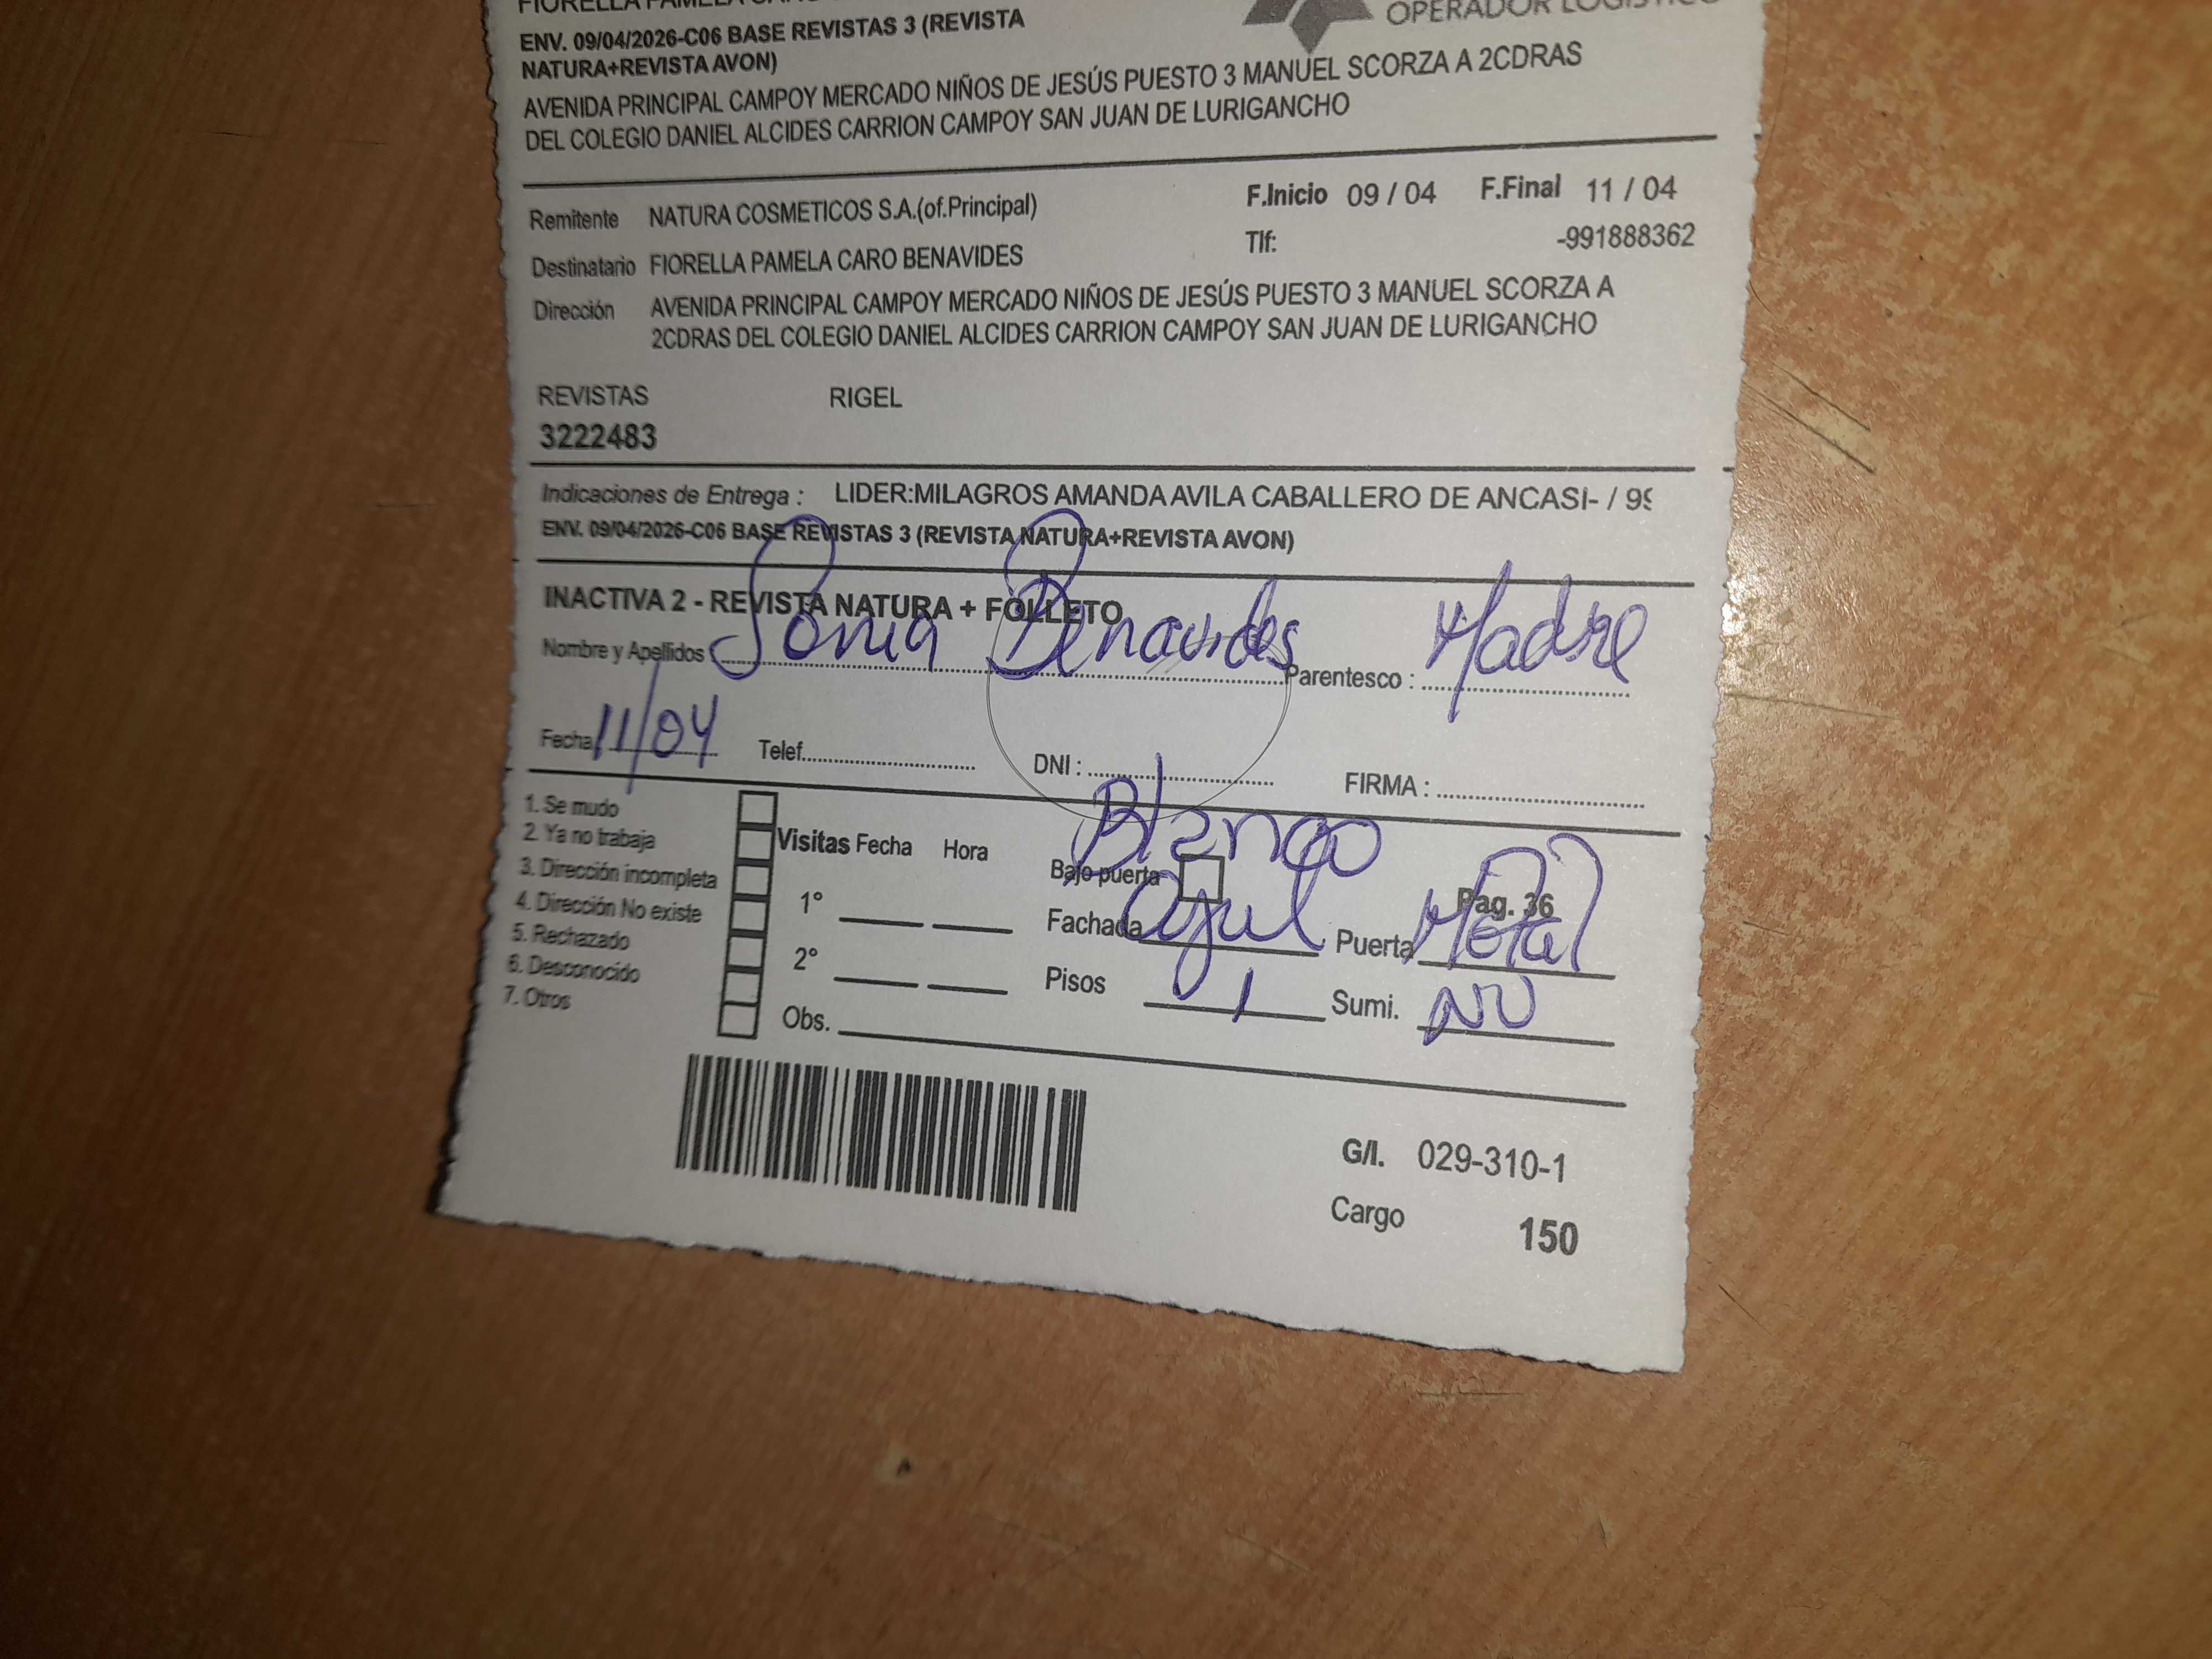 FIORELLA PAMELA
OPERADOR LOGÍSTICO
ENV. 09/04/2026-C06 BASE REVISTAS 3 (REVISTA
NATURA+REVISTA AVON)
AVENIDA PRINCIPAL CAMPOY MERCADO NIÑOS DE JESÚS PUESTO 3 MANUEL SCORZA A 2CDRAS
DEL COLEGIO DANIEL ALCIDES CARRION CAMPOY SAN JUAN DE LURIGANCHO
Remitente NATURA COSMETICOS S.A.(of.Principal) F.Inicio 09 / 04 F.Final 11 / 04
Destinatario FIORELLA PAMELA CARO BENAVIDES Tlf: -991888362
Dirección AVENIDA PRINCIPAL CAMPOY MERCADO NIÑOS DE JESÚS PUESTO 3 MANUEL SCORZA A
2CDRAS DEL COLEGIO DANIEL ALCIDES CARRION CAMPOY SAN JUAN DE LURIGANCHO
REVISTAS RIGEL
3222483
Indicaciones de Entrega : LIDER:MILAGROS AMANDA AVILA CABALLERO DE ANCASI- / 99
ENV. 09/04/2026-C06 BASE REVISTAS 3 (REVISTA NATURA+REVISTA AVON)
INACTIVA 2 - REVISTA NATURA + FOLLETO
Nombre y Apellidos Sonia Benavides Parentesco : Madre
Fecha 11/04 Telef. DNI : FIRMA :
1. Se mudo
2. Ya no trabaja
3. Dirección incompleta
4. Dirección No existe
5. Rechazado
6. Desconocido
7. Otros
Visitas Fecha Hora
1°
2°
Obs.
Blanco
Bajo puerta Pag. 36
Fachada azul Puerta Metal
Pisos 1 Sumi. NO
G/I. 029-310-1
Cargo 150